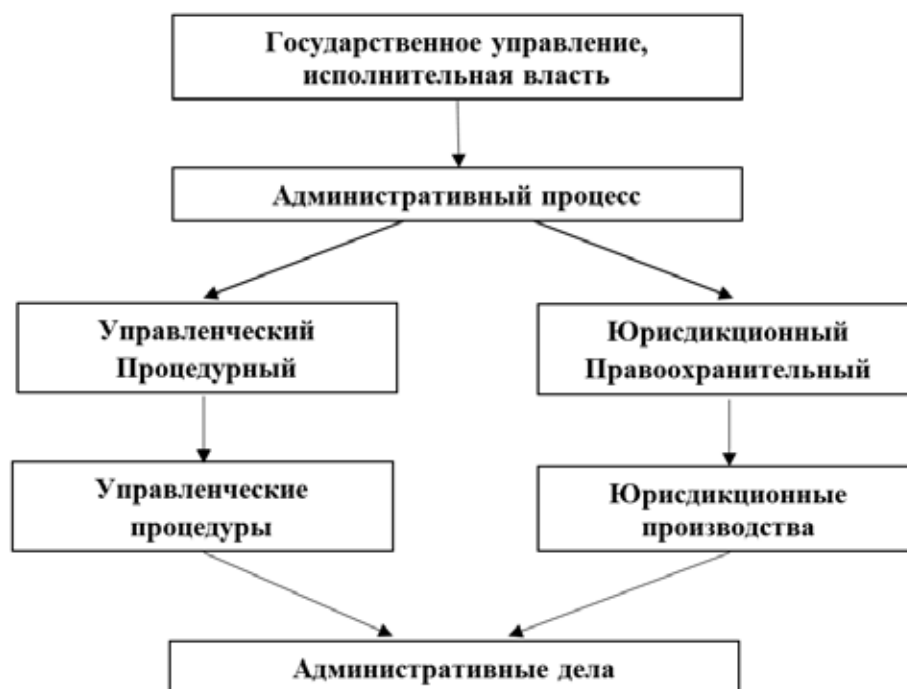 Государственное управление,
исполнительная власть
Административный процесс
Управленческий
Процедурный
Юрисдикционный
Правоохранительный
Управленческие
процедуры
Юрисдикционные
производства
Административные дела